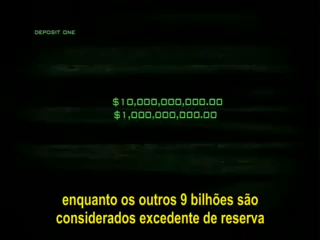 DEPOSIT ONE
$10,000,000,000.00
$1,000,000,000.00
enquanto os outros 9 bilhões são
considerados excedente de reserva